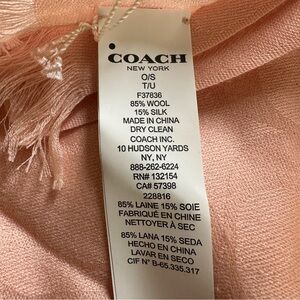 COACH
NEW YORK
O/S
T/U
F37836
85% WOOL
15% SILK
MADE IN CHINA
DRY CLEAN
COACH INC.
10 HUDSON YARDS
NY, NY
888-262-6224
RN# 132154
CA# 57398
228816
85% LAINE 15% SOIE
FABRIQUÉ EN CHINE
NETTOYER À SEC
85% LANA 15% SEDA
HECHO EN CHINA
LAVAR EN SECO
CIF N° B-65.335.317